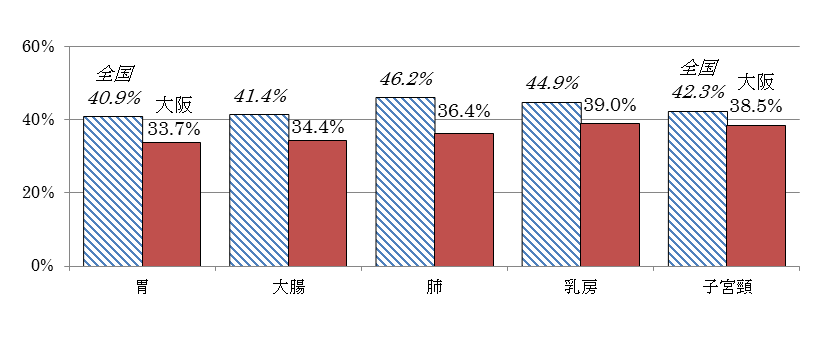 60%
40%
20%
0%
全国
40.9%
大阪
33.7%
41.4%
34.4%
46.2%
36.4%
44.9%
39.0%
全国
42.3%
大阪
38.5%
胃
大腸
肺
乳房
子宮頸